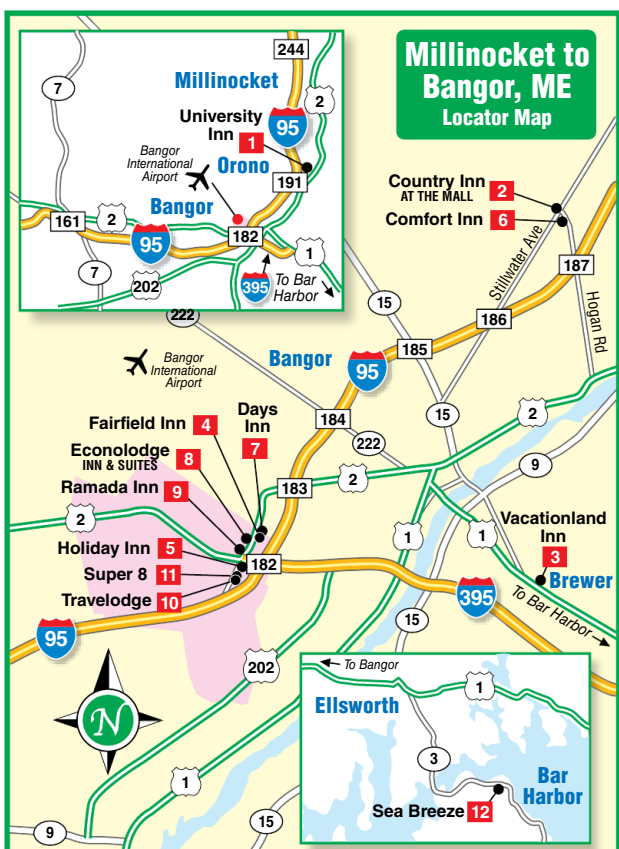 Millinocket to
Bangor, ME
Locator Map
244
7
Millinocket
2
University
Inn
1
95
Bangor
International
Airport
Orono
191
Bangor
161
2
95
182
1
7
202
395
To Bar
Harbor
222
15
Country Inn
AT THE MALL
2
Comfort Inn
6
Stillwater Ave
187
Hogan Rd
186
185
Bangor
International
Airport
Bangor
95
184
15
2
222
Fairfield Inn
4
Days
Inn
7
Econolodge
INN & SUITES
8
Ramada Inn
9
183
2
9
2
1
1
Vacationland
Inn
3
Brewer
Holiday Inn
5
182
Super 8
11
Travelodge
10
395
To Bar Harbor
95
15
202
N
1
9
15
To Bangor
1
Ellsworth
3
Bar
Harbor
Sea Breeze
12